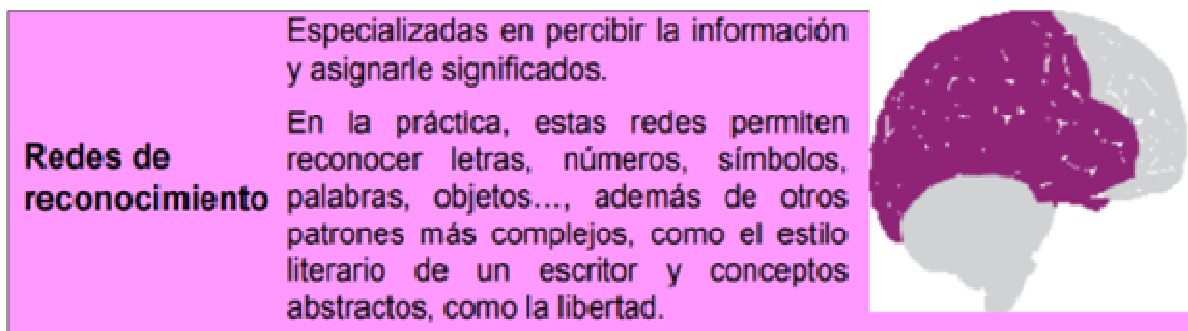 Especializadas en percibir la información
y asignarle significados.
Redes de
reconocimiento
En la práctica, estas redes permiten
reconocer letras, números, símbolos,
palabras, objetos..., además de otros
patrones más complejos, como el estilo
literario de un escritor y conceptos
abstractos, como la libertad.